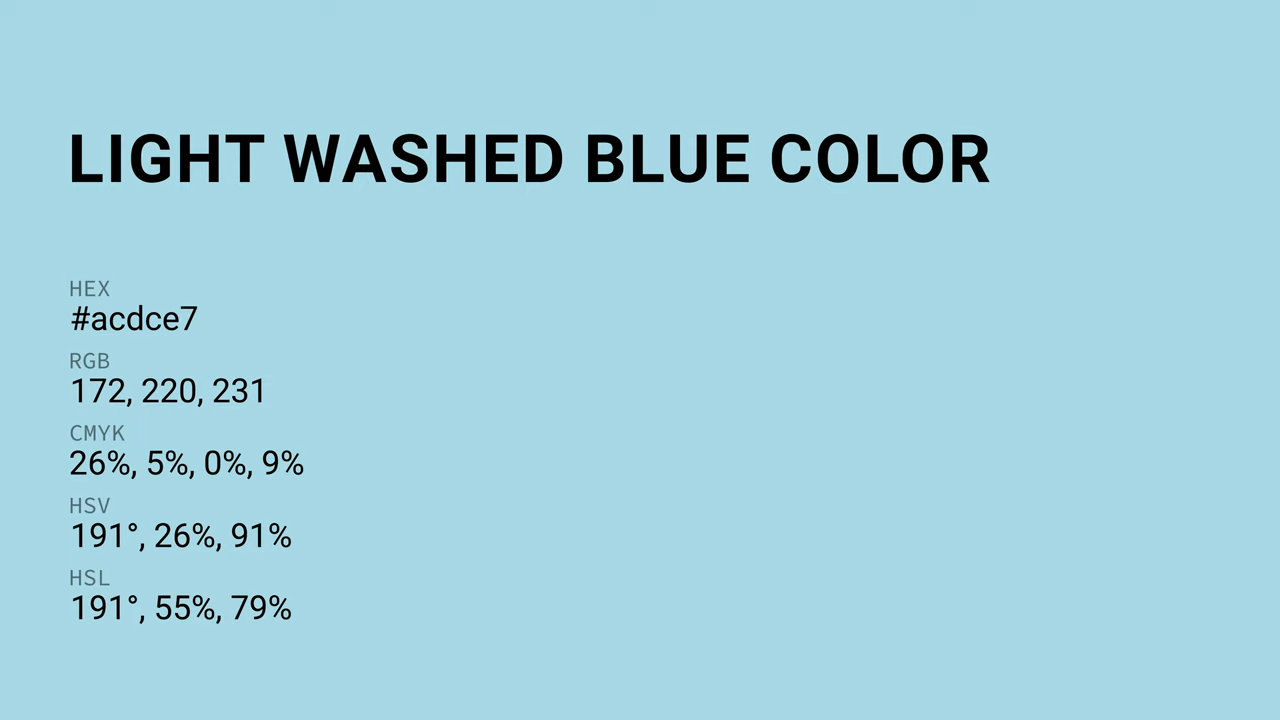 LIGHT WASHED BLUE COLOR
HEX
#acdce7
RGB
172, 220, 231
CMYK
26%, 5%, 0%, 9%
HSV
191°, 26%, 91%
HSL
191°, 55%, 79%